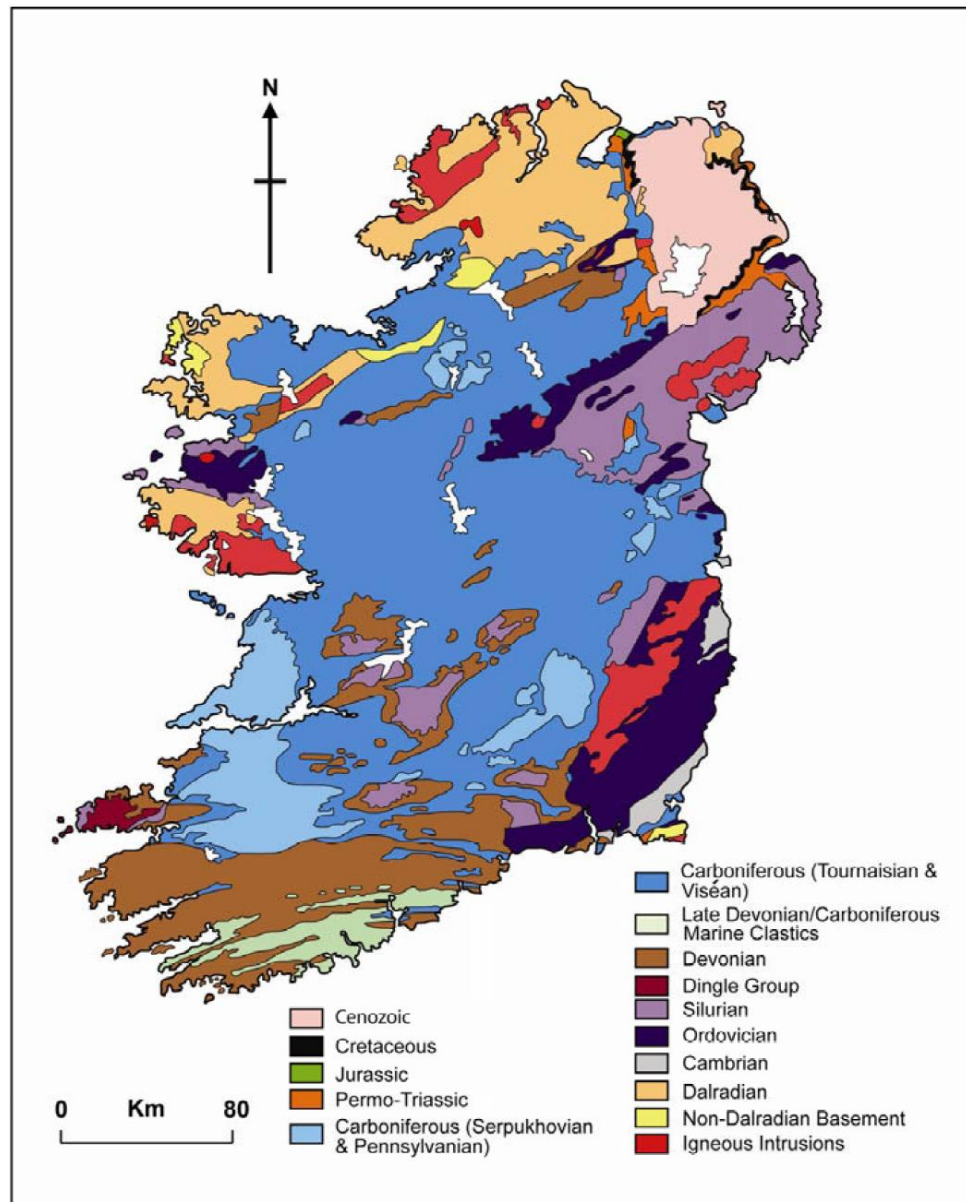 N
Carboniferous (Tournaisian &
Viséan)
Late Devonian/Carboniferous
Marine Clastics
Devonian
Dingle Group
Silurian
Ordovician
Cambrian
Dalradian
Non-Dalradian Basement
Igneous Intrusions
Cenozoic
Cretaceous
Jurassic
Permo-Triassic
Carboniferous (Serpukhovian
& Pennsylvanian)
0 Km 80